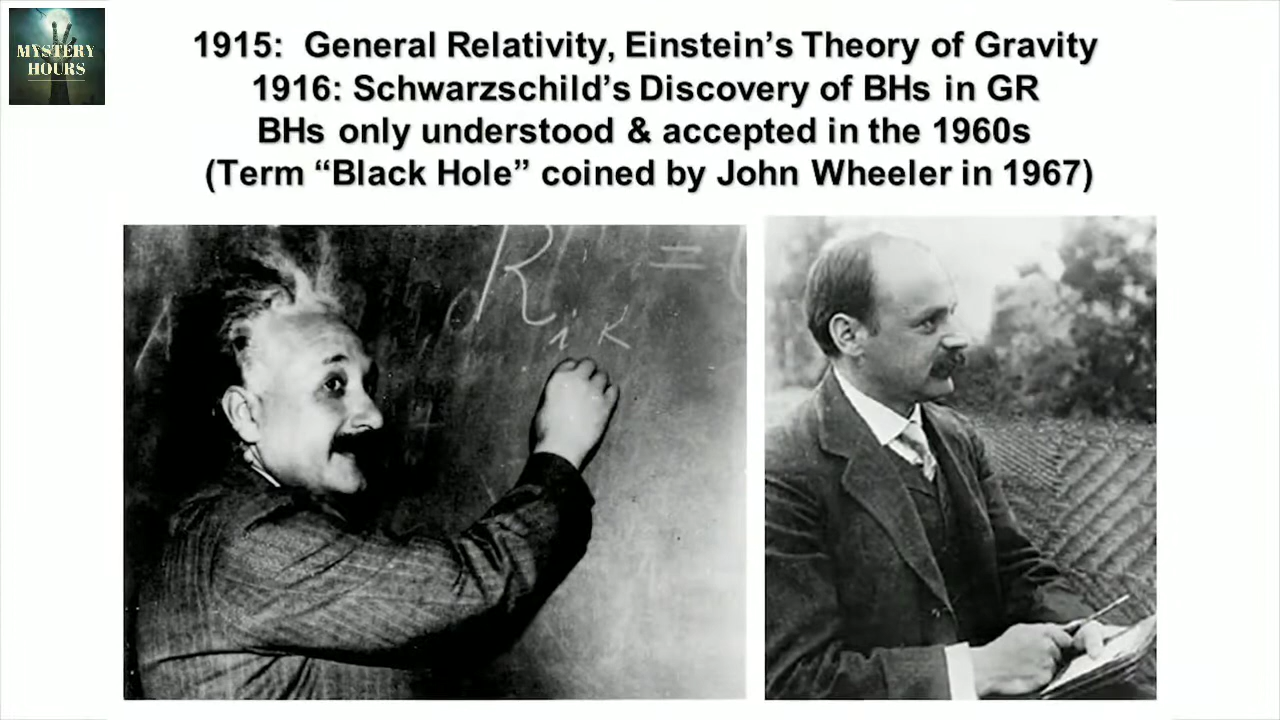 MYSTERY
HOURS
1915: General Relativity, Einstein’s Theory of Gravity
1916: Schwarzschild’s Discovery of BHs in GR
BHs only understood & accepted in the 1960s
(Term “Black Hole” coined by John Wheeler in 1967)
R =
i K